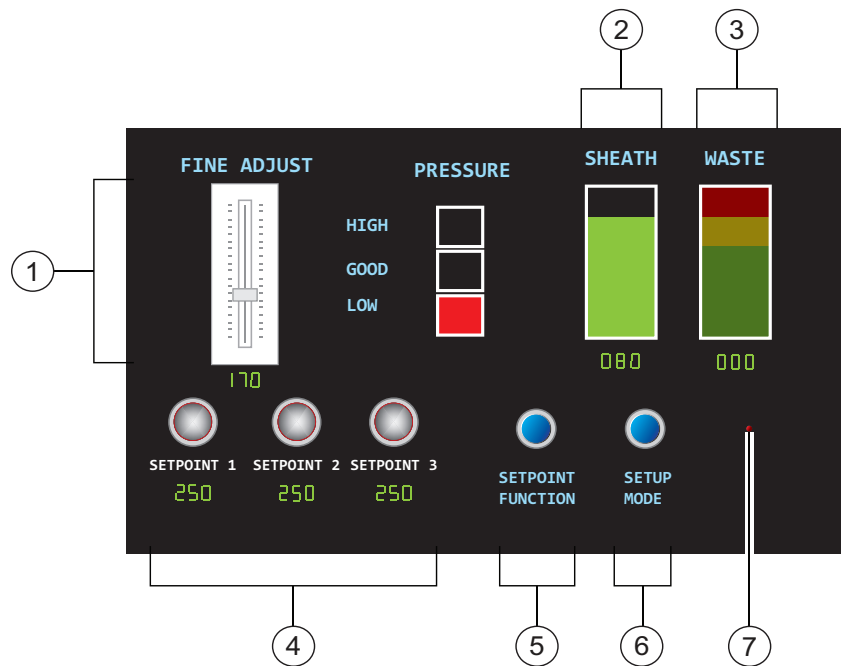 2
3
FINE ADJUST
PRESSURE
SHEATH
WASTE
HIGH
GOOD
LOW
1
170
080
000
SETPOINT 1
SETPOINT 2
SETPOINT 3
250
250
250
SETPOINT
FUNCTION
SETUP
MODE
4
5
6
7